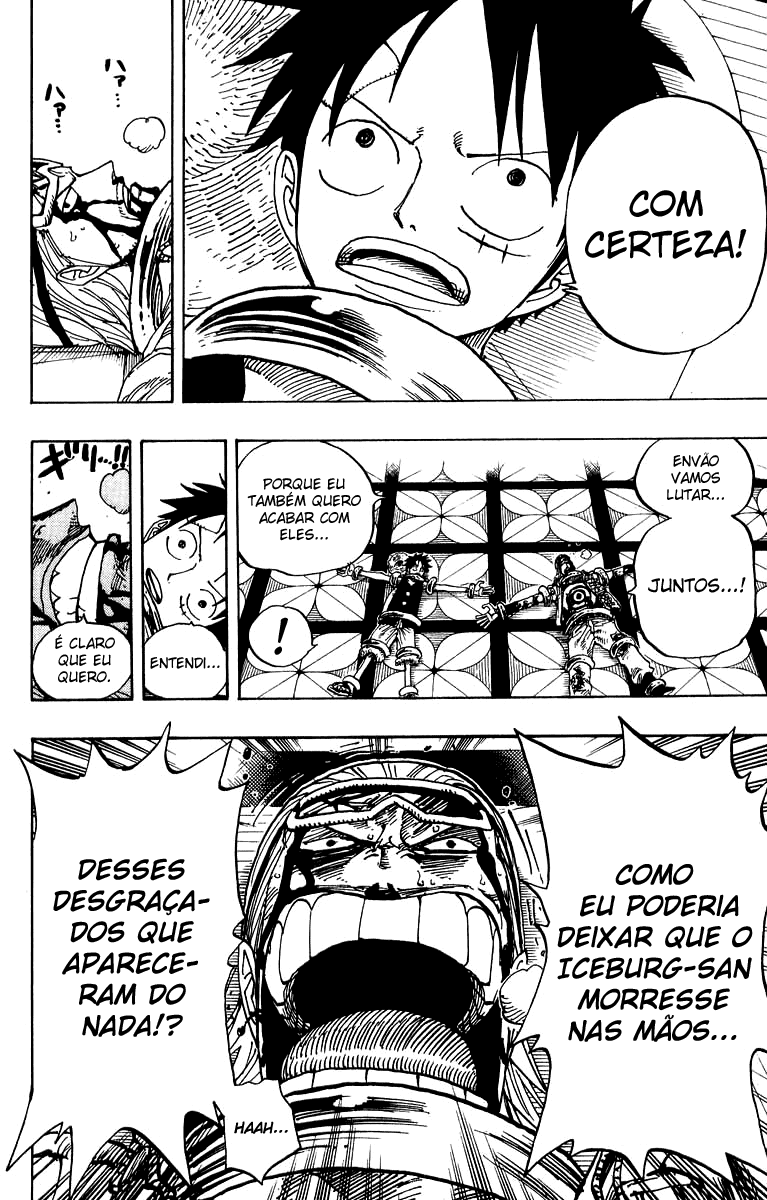 COM
CERTEZA!
ハァ…
ハァ…
ENVÃO
VAMOS
LUTAR...
JUNTOS...!
PORQUE EU
TAMBÉM QUERO
ACABAR COM
ELES...
!
ENTENDI...
ギリ…!!
É CLARO
QUE EU
QUERO.
COMO
EU PODERIA
DEIXAR QUE O
ICEBURG-SAN
MORRESSE
NAS MÃOS...
DESSES
DESGRAÇA-
DOS QUE
APARECE-
RAM DO
NADA!?
HAAH...